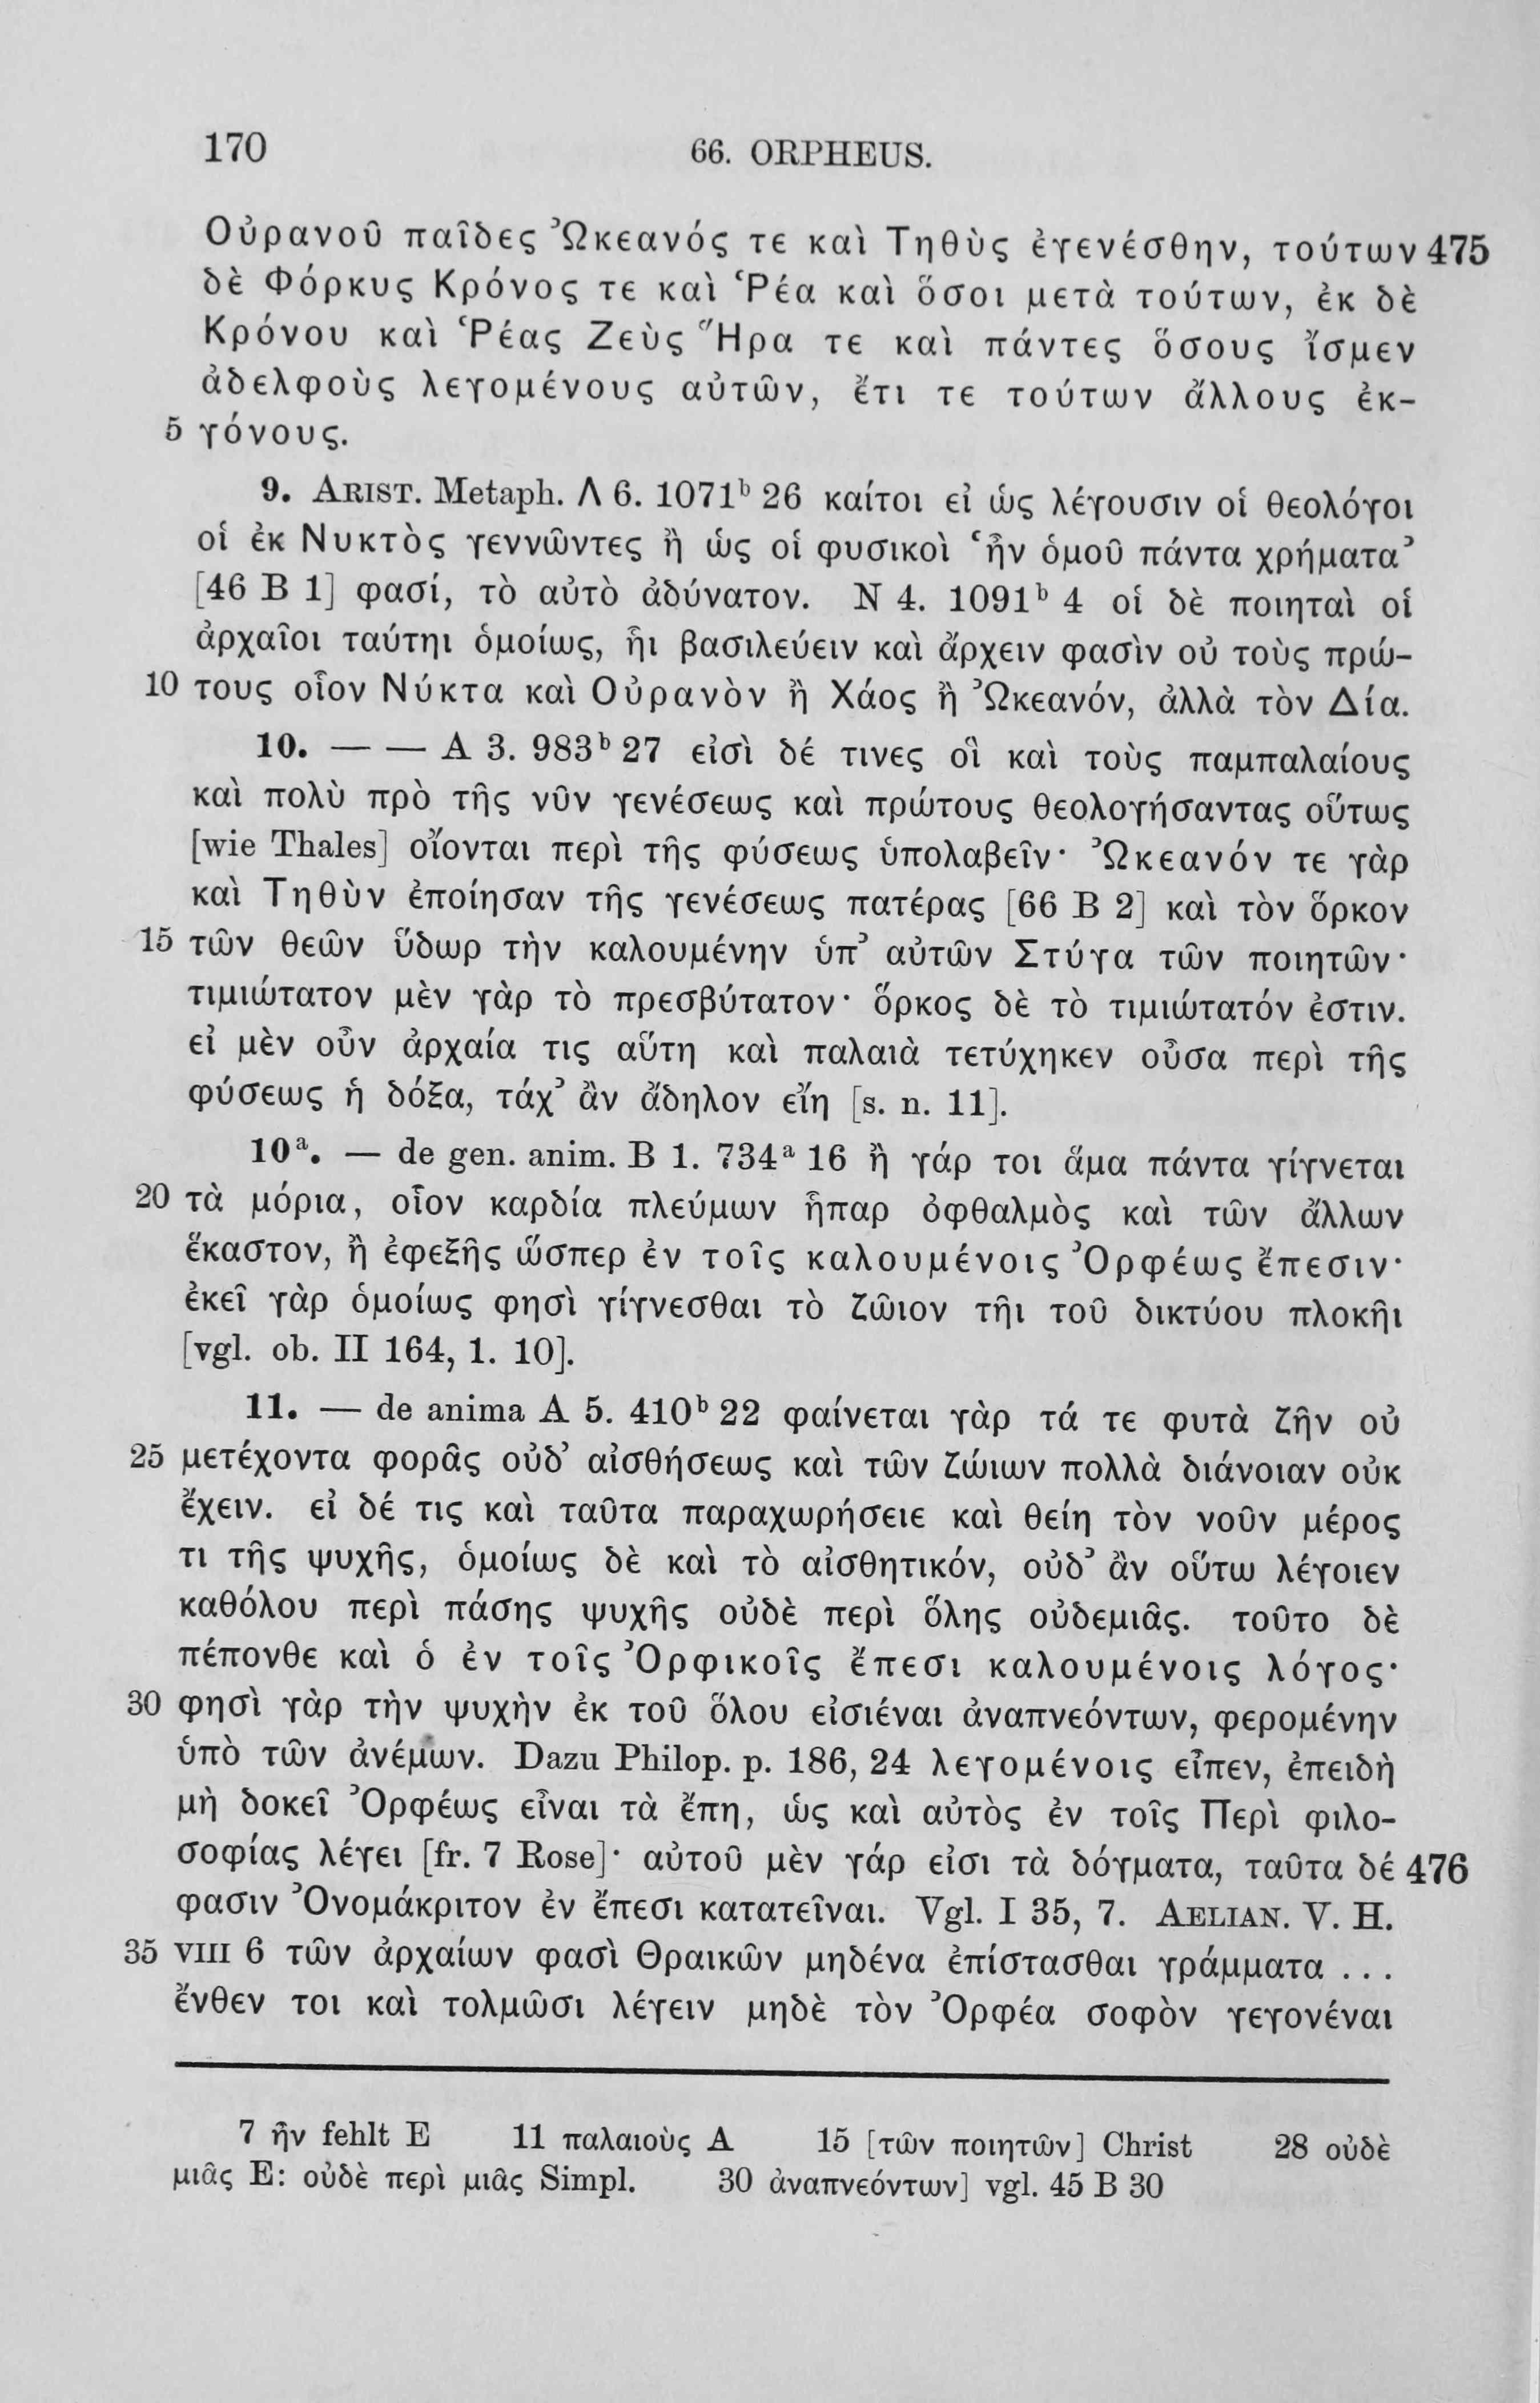 170 66. ORPHEUS.
Οὐρανοῦ παῖδες Ὠκεανός τε καὶ Τηθὺς ἐγενέσθην, τούτων 475
δὲ Φόρκυς Κρόνος τε καὶ Ῥέα καὶ ὅσοι μετὰ τούτων, ἐκ δὲ
Κρόνου καὶ Ῥέας Ζεὺς Ἥρα τε καὶ πάντες ὅσους ἴσμεν
ἀδελφοὺς λεγομένους αὐτῶν, ἔτι τε τούτων ἄλλους ἐκ-
5 γόνους.
9. ARIST. Metaph. Λ 6. 1071ᵇ 26 καίτοι εἰ ὡς λέγουσιν οἱ θεολόγοι
οἱ ἐκ Νυκτὸς γεννῶντες ἢ ὡς οἱ φυσικοὶ ‘ἦν ὁμοῦ πάντα χρήματα’
[46 B 1] φασί, τὸ αὐτὸ ἀδύνατον. N 4. 1091ᵇ 4 οἱ δὲ ποιηταὶ οἱ
ἀρχαῖοι ταύτηι ὁμοίως, ἧι βασιλεύειν καὶ ἄρχειν φασὶν οὐ τοὺς πρώ-
10 τους οἷον Νύκτα καὶ Οὐρανὸν ἢ Χάος ἢ Ὠκεανόν, ἀλλὰ τὸν Δία.
10. — — A 3. 983ᵇ 27 εἰσὶ δέ τινες οἳ καὶ τοὺς παμπαλαίους
καὶ πολὺ πρὸ τῆς νῦν γενέσεως καὶ πρώτους θεολογήσαντας οὕτως
[wie Thales] οἴονται περὶ τῆς φύσεως ὑπολαβεῖν· Ὠκεανόν τε γὰρ
καὶ Τηθὺν ἐποίησαν τῆς γενέσεως πατέρας [66 B 2] καὶ τὸν ὅρκον
15 τῶν θεῶν ὕδωρ τὴν καλουμένην ὑπ’ αὐτῶν Στύγα τῶν ποιητῶν·
τιμιώτατον μὲν γὰρ τὸ πρεσβύτατον· ὅρκος δὲ τὸ τιμιώτατόν ἐστιν.
εἰ μὲν οὖν ἀρχαία τις αὕτη καὶ παλαιὰ τετύχηκεν οὖσα περὶ τῆς
φύσεως ἡ δόξα, τάχ’ ἂν ἄδηλον εἴη [s. n. 11].
10ᵃ. — de gen. anim. B 1. 734ᵃ 16 ἢ γάρ τοι ἅμα πάντα γίγνεται
20 τὰ μόρια, οἷον καρδία πλεύμων ἧπαρ ὀφθαλμὸς καὶ τῶν ἄλλων
ἕκαστον, ἢ ἐφεξῆς ὥσπερ ἐν τοῖς καλουμένοις Ὀρφέως ἔπεσιν·
ἐκεῖ γὰρ ὁμοίως φησὶ γίγνεσθαι τὸ ζῶιον τῆι τοῦ δικτύου πλοκῆι
[vgl. ob. II 164, 1. 10].
11. — de anima A 5. 410ᵇ 22 φαίνεται γὰρ τά τε φυτὰ ζῆν οὐ
25 μετέχοντα φορᾶς οὐδ’ αἰσθήσεως καὶ τῶν ζώιων πολλὰ διάνοιαν οὐκ
ἔχειν. εἰ δέ τις καὶ ταῦτα παραχωρήσειε καὶ θείη τὸν νοῦν μέρος
τι τῆς ψυχῆς, ὁμοίως δὲ καὶ τὸ αἰσθητικόν, οὐδ’ ἂν οὕτω λέγοιεν
καθόλου περὶ πάσης ψυχῆς οὐδὲ περὶ ὅλης οὐδεμιᾶς. τοῦτο δὲ
πέπονθε καὶ ὁ ἐν τοῖς Ὀρφικοῖς ἔπεσι καλουμένοις λόγος·
30 φησὶ γὰρ τὴν ψυχὴν ἐκ τοῦ ὅλου εἰσιέναι ἀναπνεόντων, φερομένην
ὑπὸ τῶν ἀνέμων. Dazu Philop. p. 186, 24 λεγομένοις εἶπεν, ἐπειδὴ
μὴ δοκεῖ Ὀρφέως εἶναι τὰ ἔπη, ὡς καὶ αὐτὸς ἐν τοῖς Περὶ φιλο-
σοφίας λέγει [fr. 7 Rose]· αὐτοῦ μὲν γάρ εἰσι τὰ δόγματα, ταῦτα δέ 476
φασιν Ὀνομάκριτον ἐν ἔπεσι κατατεῖναι. Vgl. I 35, 7. AELIAN. V. H.
35 VIII 6 τῶν ἀρχαίων φασὶ Θραικῶν μηδένα ἐπίστασθαι γράμματα ...
ἔνθεν τοι καὶ τολμῶσι λέγειν μηδὲ τὸν Ὀρφέα σοφὸν γεγονέναι
7 ἦν fehlt E 11 παλαιοὺς A 15 [τῶν ποιητῶν] Christ 28 οὐδὲ
μιᾶς E: οὐδὲ περὶ μιᾶς Simpl. 30 ἀναπνεόντων] vgl. 45 B 30